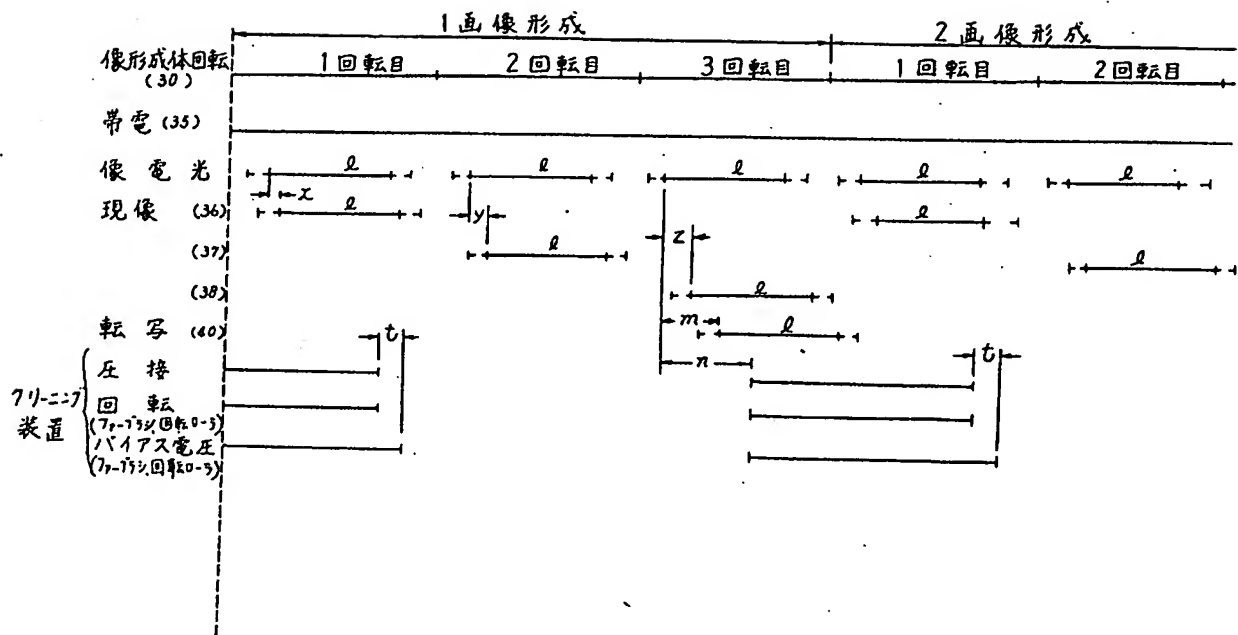 1画像形成 2画像形成
像形成体回転 1回転目 2回転目 3回転目 1回転目 2回転目
(30)
帯電(35)
像電光 l l l l l
x
現像 (36) l y l
(37) l z l
(38) l
転写 (40) m l
t n t
クリーニング装置
圧接
回転
(ファーブラシ,回転ローラ)
バイアス電圧
(ファーブラシ,回転ローラ)